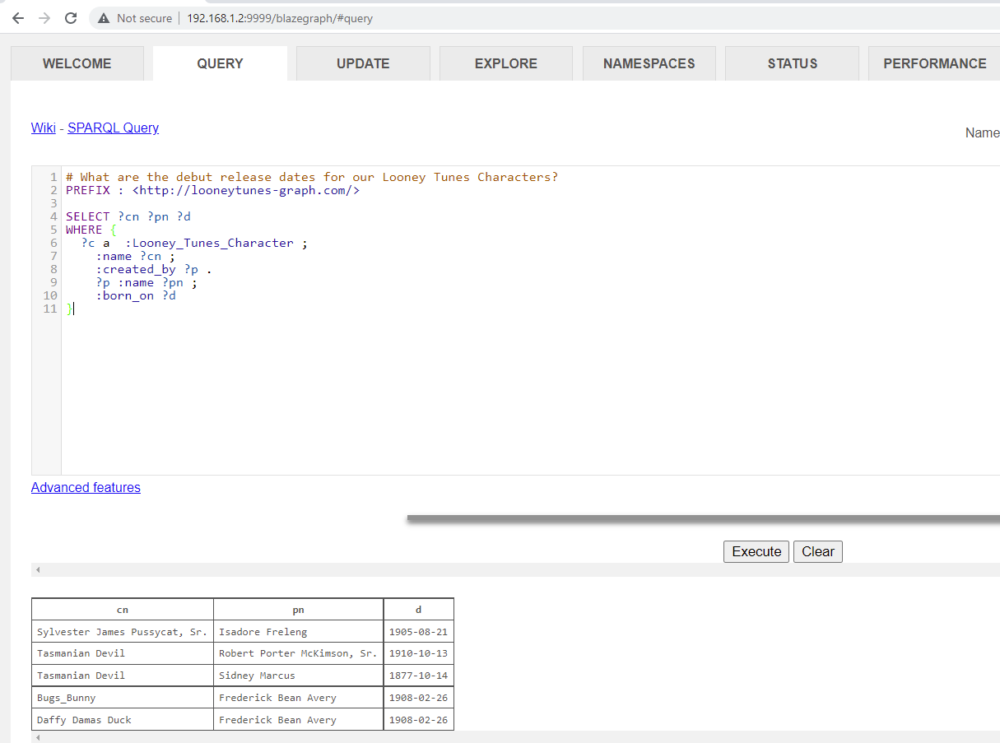 Not secure | 192.168.1.2:9999/blazegraph/#query
WELCOME QUERY UPDATE EXPLORE NAMESPACES STATUS PERFORMANCE
Wiki - SPARQL Query
Name
1 # What are the debut release dates for our Looney Tunes Characters?
2 PREFIX : <http://looneytunes-graph.com/>
3
4 SELECT ?cn ?pn ?d
5 WHERE {
6 ?c a :Looney_Tunes_Character ;
7 :name ?cn ;
8 :created_by ?p .
9 ?p :name ?pn ;
10 :born_on ?d
11 }
Advanced features
Execute Clear
cn pn d
Sylvester James Pussycat, Sr. Isadore Freleng 1905-08-21
Tasmanian Devil Robert Porter McKimson, Sr. 1910-10-13
Tasmanian Devil Sidney Marcus 1877-10-14
Bugs_Bunny Frederick Bean Avery 1908-02-26
Daffy Damas Duck Frederick Bean Avery 1908-02-26